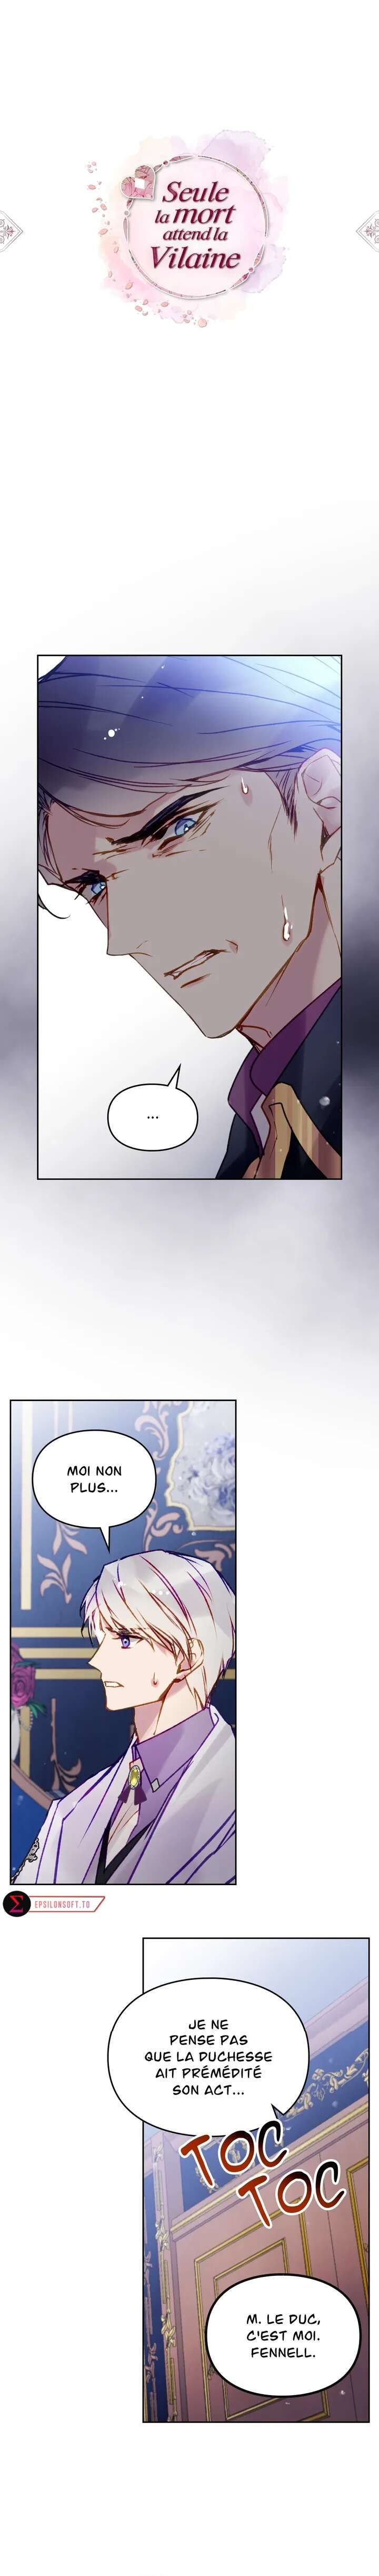 Seule
la mort
attend la
Vilaine
...
MOI NON
PLUS...
EPSILONSOFT.TO
JE NE
PENSE PAS
QUE LA DUCHESSE
AIT PRÉMÉDITÉ
SON ACT...
TOC
TOC
M. LE DUC,
C'EST MOI.
FENNELL.